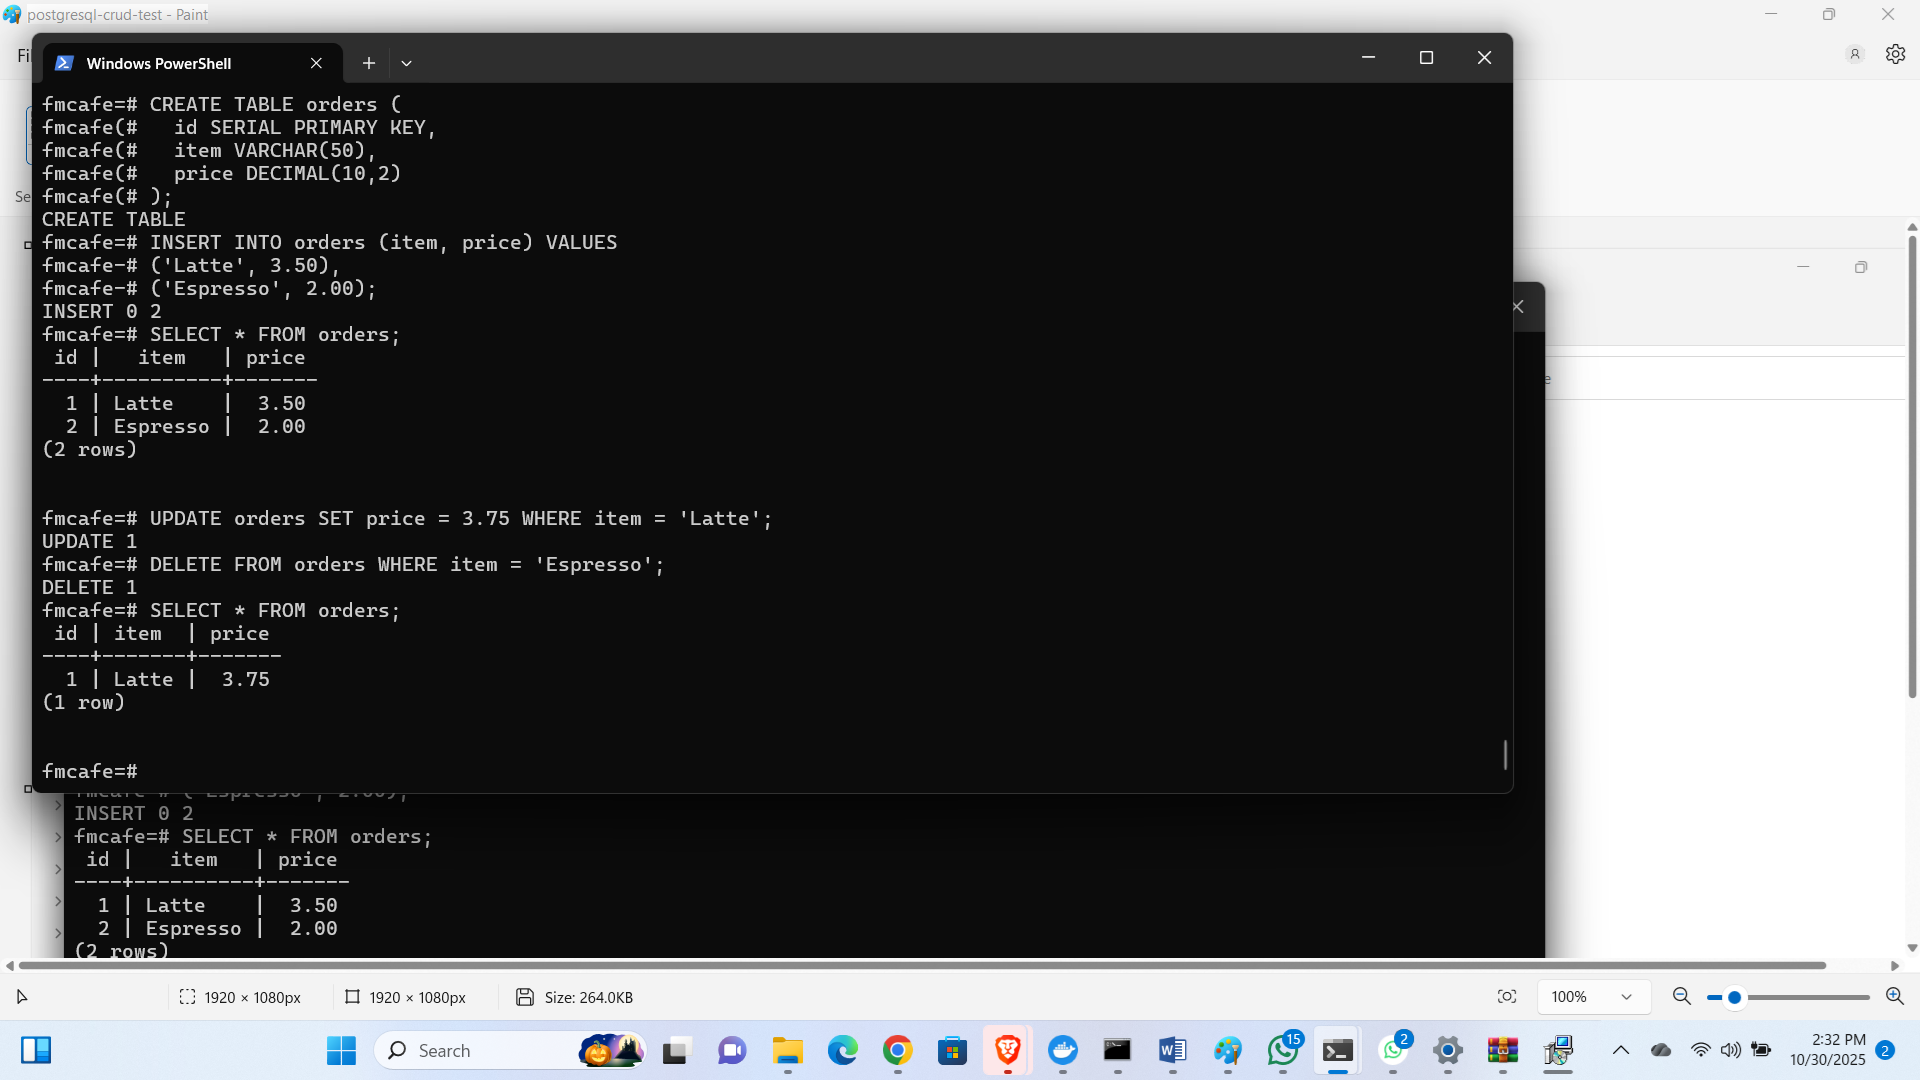 postgresql-crud-test - Paint
Fi
Windows PowerShell
fmcafe=# CREATE TABLE orders (
fmcafe(#   id SERIAL PRIMARY KEY,
fmcafe(#   item VARCHAR(50),
fmcafe(#   price DECIMAL(10,2)
fmcafe(# );
CREATE TABLE
fmcafe=# INSERT INTO orders (item, price) VALUES
fmcafe-# ('Latte', 3.50),
fmcafe-# ('Espresso', 2.00);
INSERT 0 2
fmcafe=# SELECT * FROM orders;
 id |   item   | price
----+----------+-------
  1 | Latte    |  3.50
  2 | Espresso |  2.00
(2 rows)
fmcafe=# UPDATE orders SET price = 3.75 WHERE item = 'Latte';
UPDATE 1
fmcafe=# DELETE FROM orders WHERE item = 'Espresso';
DELETE 1
fmcafe=# SELECT * FROM orders;
 id | item  | price
----+-------+-------
  1 | Latte |  3.75
(1 row)
fmcafe=#
Se
e
fmcafe-# ('Espresso', 2.00);
INSERT 0 2
fmcafe=# SELECT * FROM orders;
 id |   item   | price
----+----------+-------
  1 | Latte    |  3.50
  2 | Espresso |  2.00
(2 rows)
1920 × 1080px
1920 × 1080px
Size: 264.0KB
100%
Search
15
2
2:32 PM
10/30/2025
2